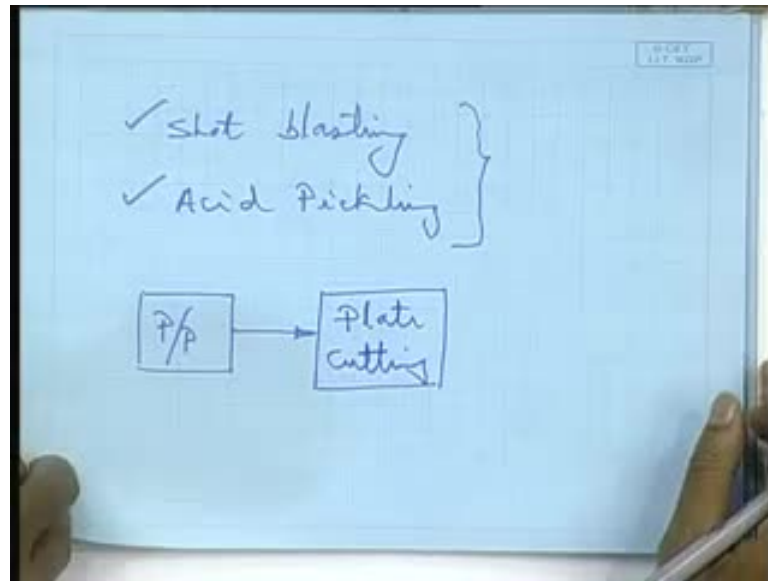 ✓ Shot blasting
✓ Acid Pickling
P/P
Plate
cutting